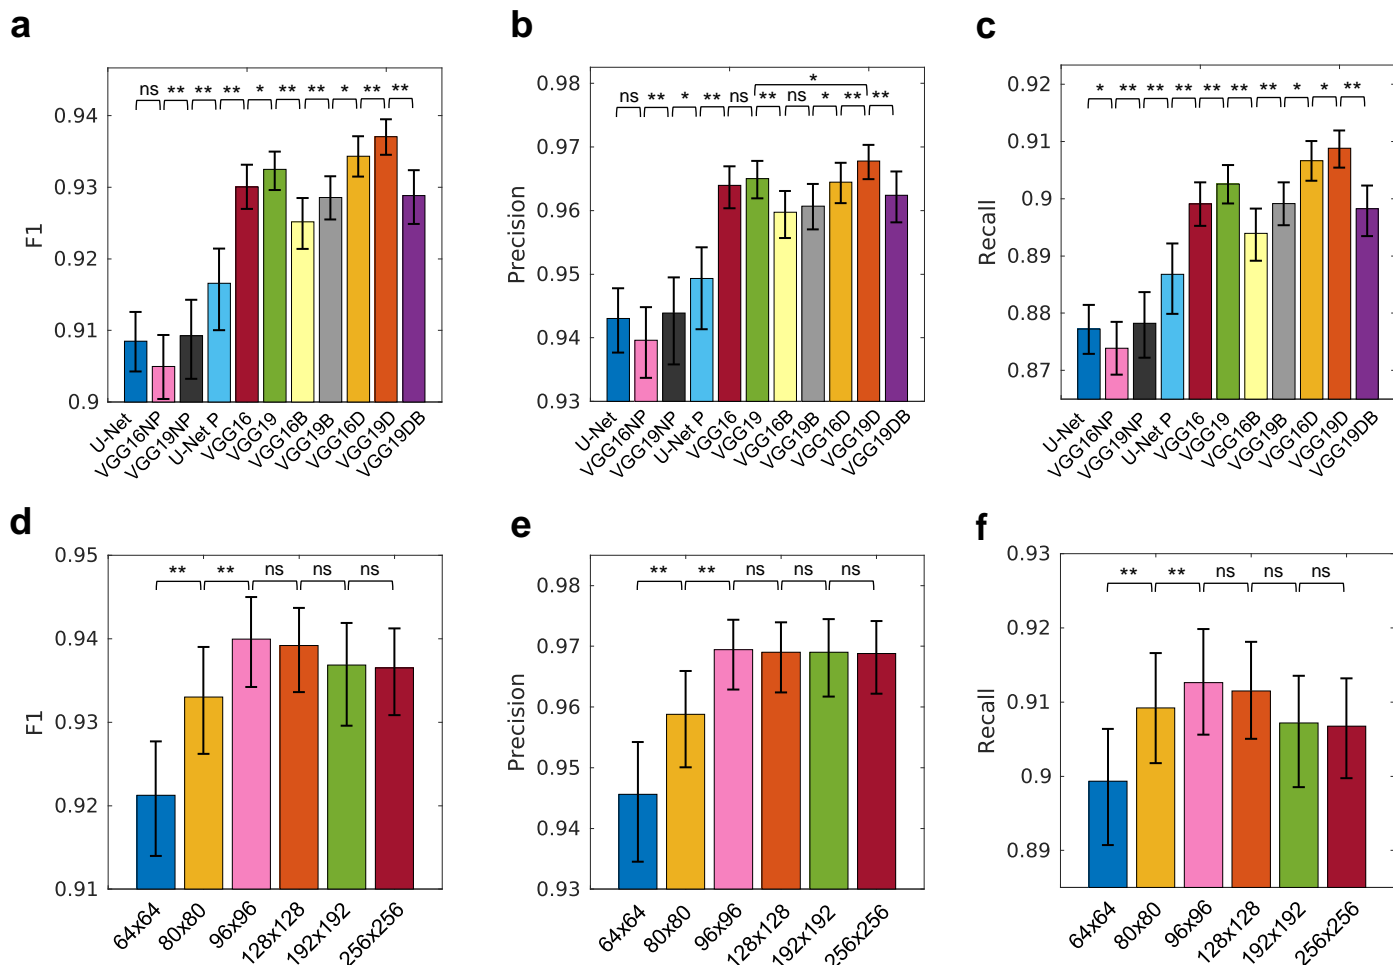 a
ns ** ** ** * ** ** * ** **
0.94
0.93
0.92
0.91
0.9
F1
U-Net
VGG16NP
VGG19NP
U-Net P
VGG16
VGG19
VGG16B
VGG19B
VGG16D
VGG19D
VGG19DB
b
*
ns ** * ** ns ** ns * ** **
0.98
0.97
0.96
0.95
0.94
0.93
Precision
U-Net
VGG16NP
VGG19NP
U-Net P
VGG16
VGG19
VGG16B
VGG19B
VGG16D
VGG19D
VGG19DB
c
* ** ** ** ** ** ** * * **
0.92
0.91
0.9
0.89
0.88
0.87
Recall
U-Net
VGG16NP
VGG19NP
U-Net P
VGG16
VGG19
VGG16B
VGG19B
VGG16D
VGG19D
VGG19DB
d
** ** ns ns ns
0.95
0.94
0.93
0.92
0.91
F1
64x64
80x80
96x96
128x128
192x192
256x256
e
** ** ns ns ns
0.98
0.97
0.96
0.95
0.94
0.93
Precision
64x64
80x80
96x96
128x128
192x192
256x256
f
** ** ns ns ns
0.93
0.92
0.91
0.9
0.89
Recall
64x64
80x80
96x96
128x128
192x192
256x256